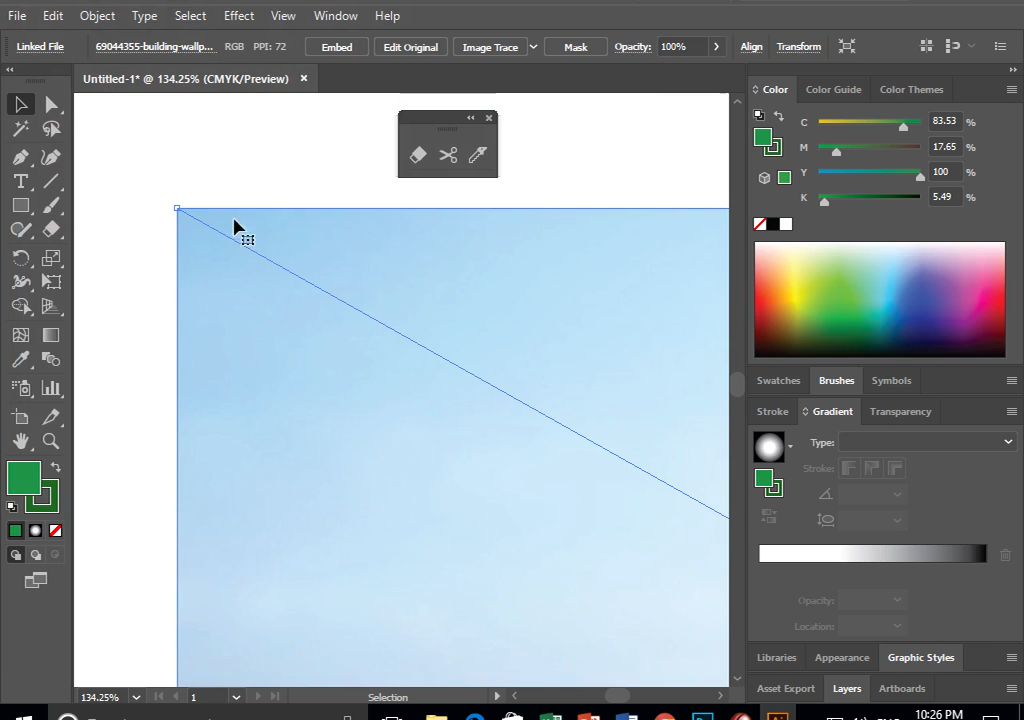 File Edit Object Type Select Effect View Window Help
Linked File 69044355-building-wallp... RGB PPI: 72 Embed Edit Original Image Trace Mask Opacity: 100% Align Transform
Untitled-1* @ 134.25% (CMYK/Preview)
Color Color Guide Color Themes
C 83.53 %
M 17.65 %
Y 100 %
K 5.49 %
Swatches Brushes Symbols
Stroke Gradient Transparency
Type:
Stroke:
Opacity:
Location:
Libraries Appearance Graphic Styles
Asset Export Layers Artboards
134.25% 1 Selection
10:26 PM